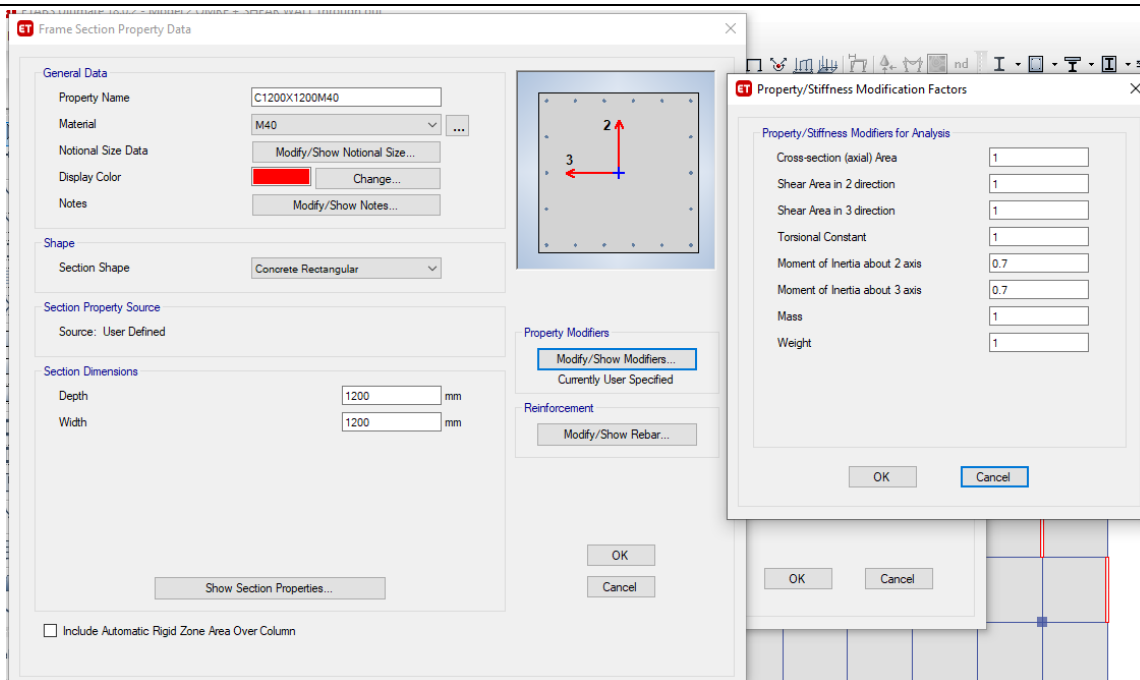 ET Frame Section Property Data
General Data
Property Name C1200X1200M40
Material M40 ...
Notional Size Data Modify/Show Notional Size...
Display Color Change...
Notes Modify/Show Notes...
Shape
Section Shape Concrete Rectangular
Section Property Source
Source: User Defined
Section Dimensions
Depth 1200 mm
Width 1200 mm
Show Section Properties...
Include Automatic Rigid Zone Area Over Column
2
3
Property Modifiers
Modify/Show Modifiers...
Currently User Specified
Reinforcement
Modify/Show Rebar...
OK
Cancel
nd
ET Property/Stiffness Modification Factors
Property/Stiffness Modifiers for Analysis
Cross-section (axial) Area 1
Shear Area in 2 direction 1
Shear Area in 3 direction 1
Torsional Constant 1
Moment of Inertia about 2 axis 0.7
Moment of Inertia about 3 axis 0.7
Mass 1
Weight 1
OK Cancel
OK Cancel